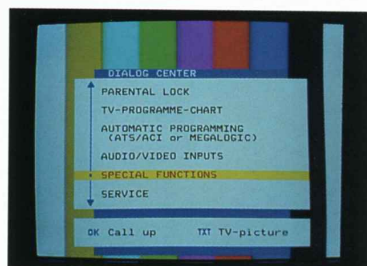 DIALOG CENTER
PARENTAL LOCK
TV-PROGRAMME-CHART
AUTOMATIC PROGRAMMING
(ATS/ACI or MEGALOGIC)
AUDIO/VIDEO INPUTS
SPECIAL FUNCTIONS
SERVICE
OK Call up TXT TV-picture